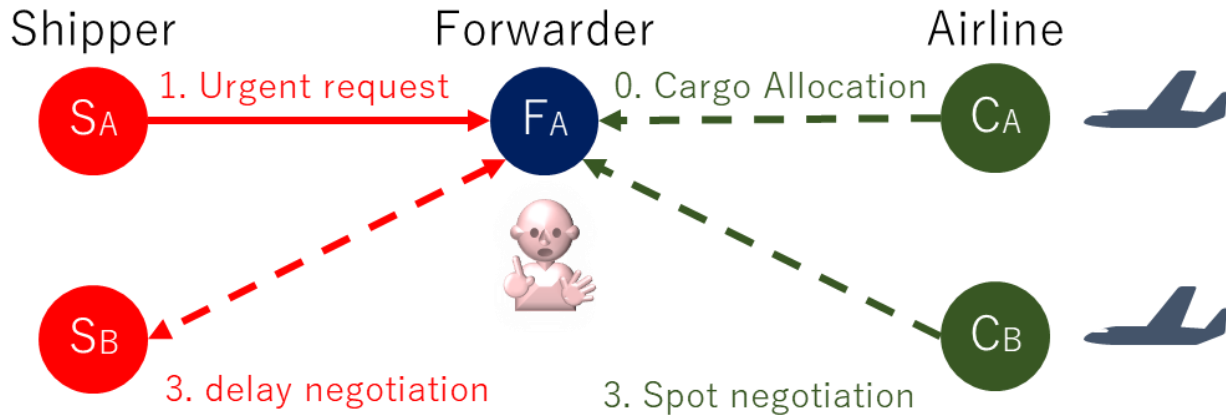 Shipper Forwarder Airline
SA 1. Urgent request FA 0. Cargo Allocation CA
SB CB
3. delay negotiation 3. Spot negotiation